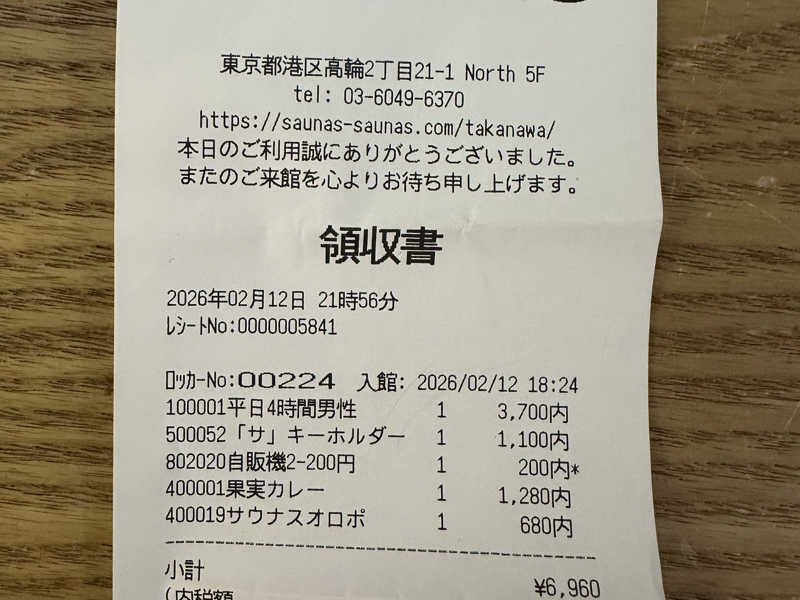 東京都港区高輪2丁目21-1 North 5F
tel: 03-6049-6370
https://saunas-saunas.com/takanawa/
本日のご利用誠にありがとうございました。
またのご来館を心よりお待ち申し上げます。
領収書
2026年02月12日 21時56分
ﾚｼｰﾄNo:0000005841
ﾛｯｶｰNo:00224 入館: 2026/02/12 18:24
100001平日4時間男性 1 3,700内
500052「サ」キーホルダー 1 1,100内
802020自販機2-200円 1 200内*
400001果実カレー 1 1,280内
400019サウナスオロポ 1 680内
小計 ¥6,960
(内税額